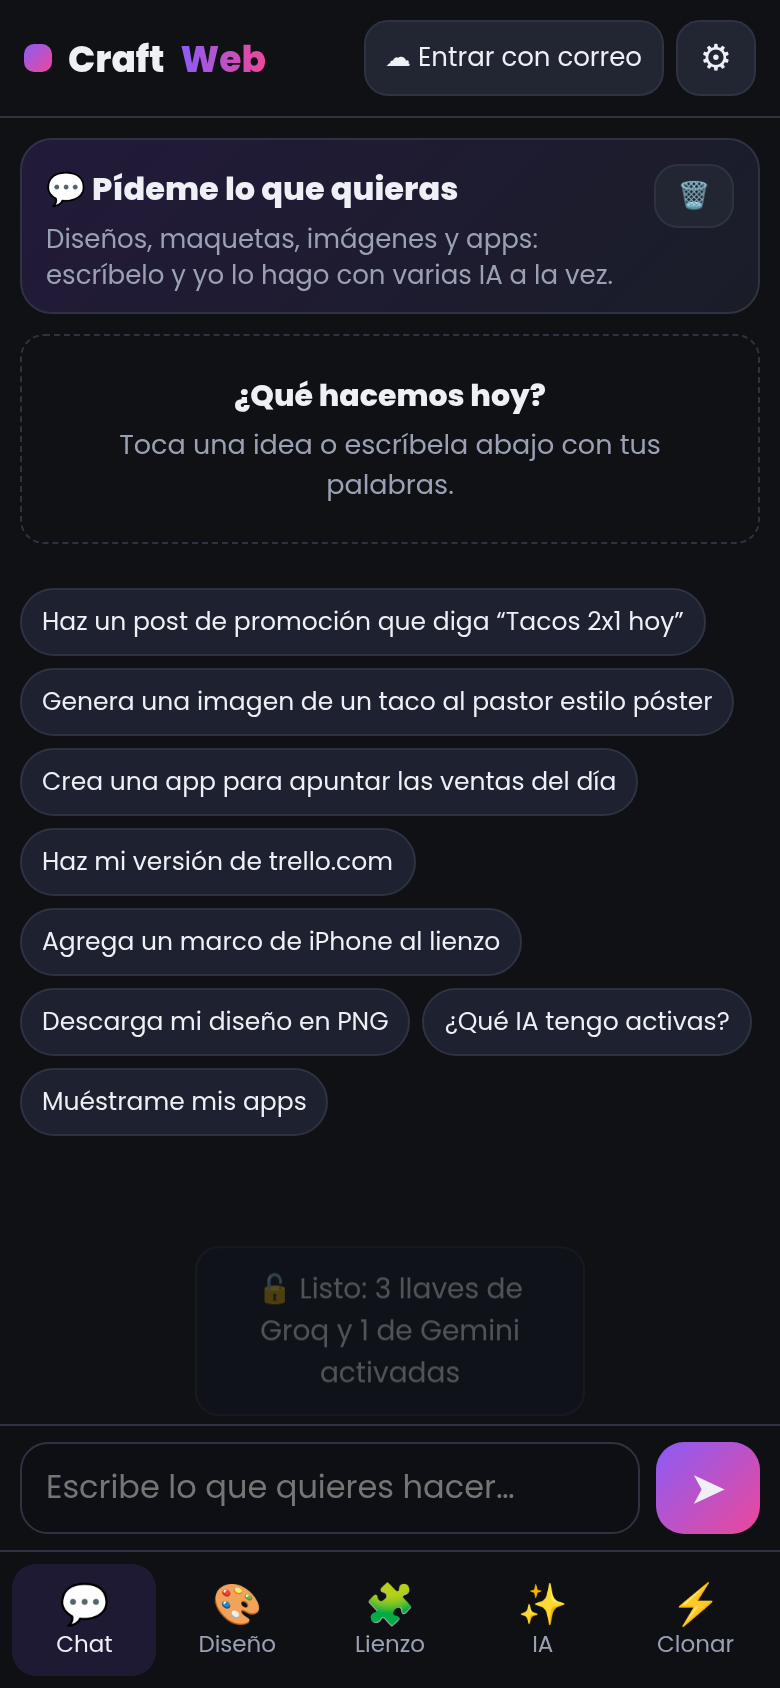 Craft Web
☁ Entrar con correo
Pídeme lo que quieras
Diseños, maquetas, imágenes y apps:
escríbelo y yo lo hago con varias IA a la vez.
¿Qué hacemos hoy?
Toca una idea o escríbela abajo con tus
palabras.
Haz un post de promoción que diga “Tacos 2x1 hoy”
Genera una imagen de un taco al pastor estilo póster
Crea una app para apuntar las ventas del día
Haz mi versión de trello.com
Agrega un marco de iPhone al lienzo
Descarga mi diseño en PNG
¿Qué IA tengo activas?
Muéstrame mis apps
Listo: 3 llaves de
Groq y 1 de Gemini
activadas
Escribe lo que quieres hacer...
Chat
Diseño
Lienzo
IA
Clonar